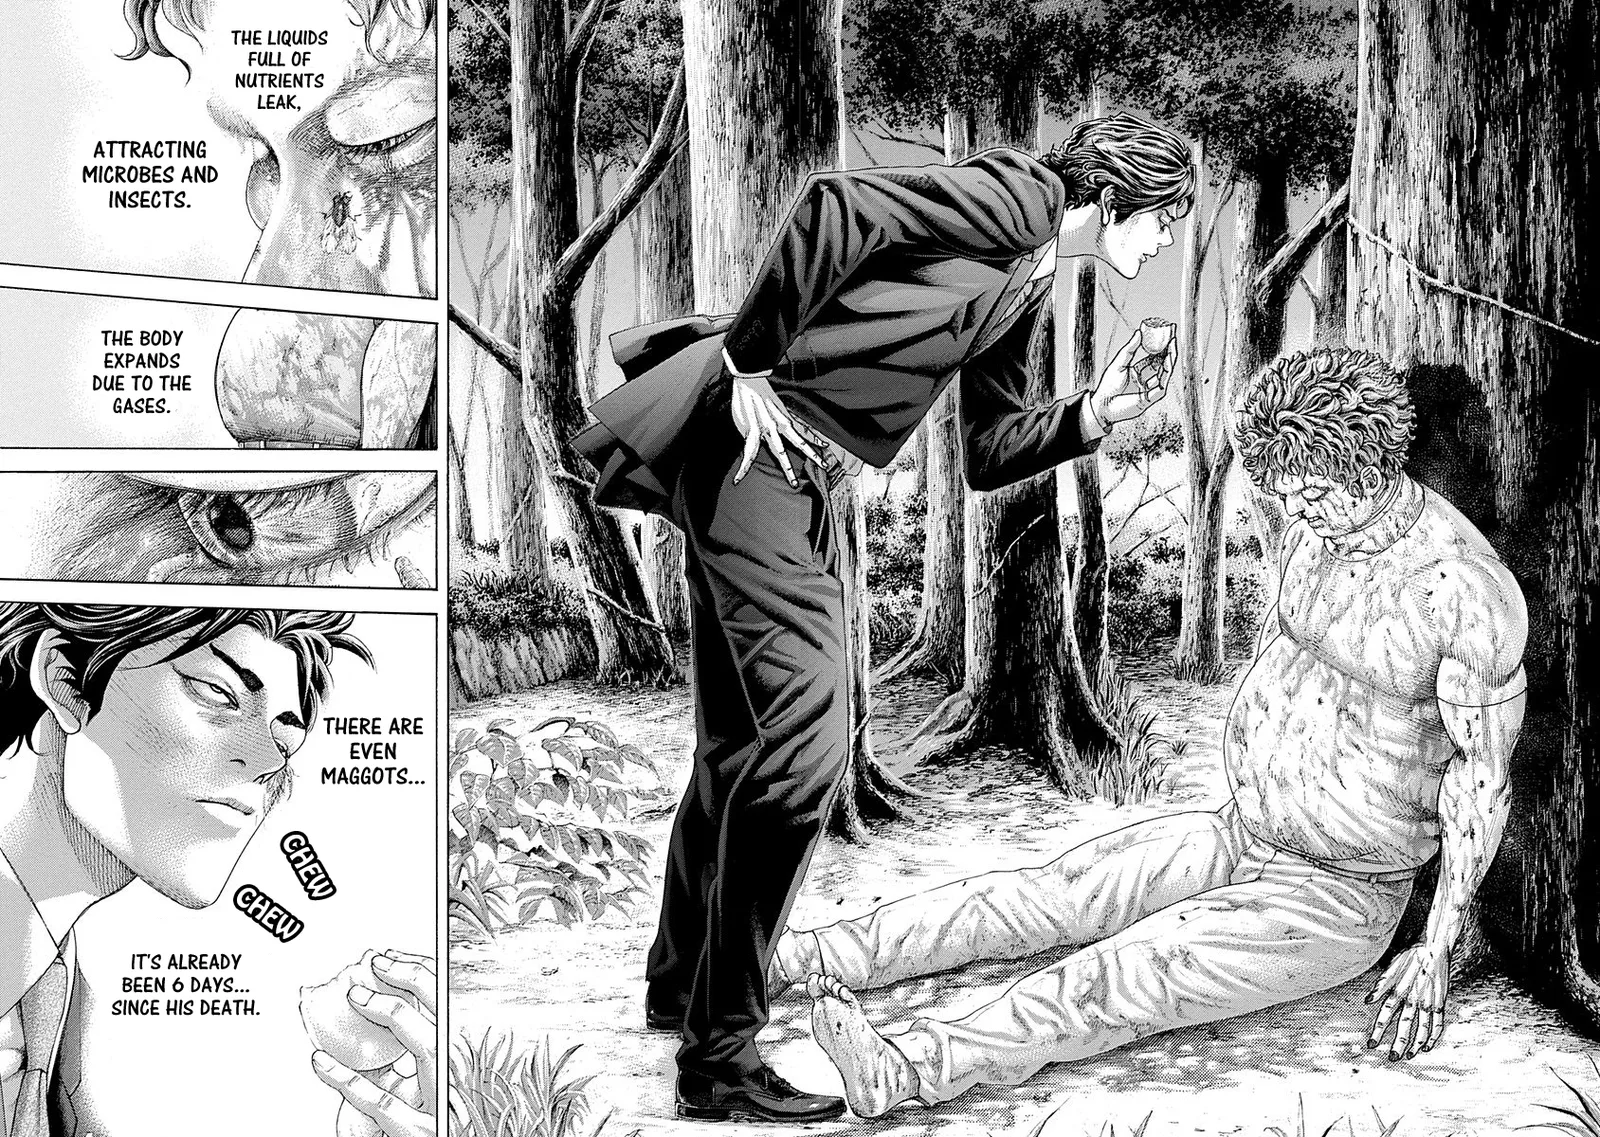 THE LIQUIDS
FULL OF
NUTRIENTS
LEAK,
ATTRACTING
MICROBES AND
INSECTS.
THE BODY
EXPANDS
DUE TO THE
GASES.
THERE ARE
EVEN
MAGGOTS...
CHEW
CHEW
IT'S ALREADY
BEEN 6 DAYS...
SINCE HIS DEATH.